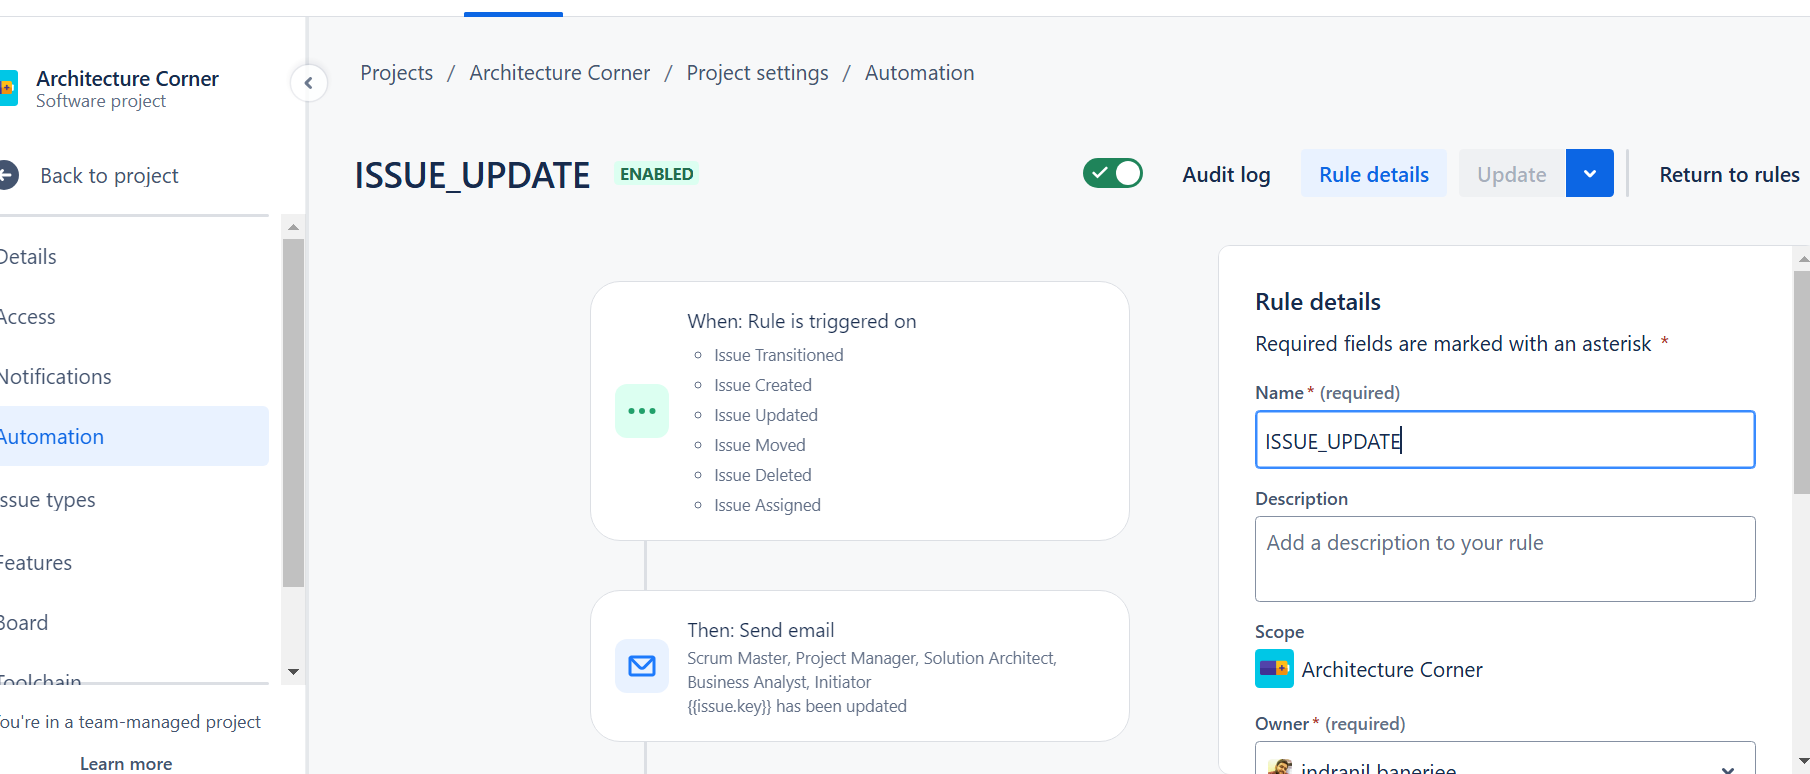 Architecture Corner
Software project
Back to project
Details
Access
Notifications
Automation
Issue types
Features
Board
Toolchain
You're in a team-managed project
Learn more
Projects / Architecture Corner / Project settings / Automation
ISSUE_UPDATE ENABLED
Audit log Rule details Update Return to rules
When: Rule is triggered on
Issue Transitioned
Issue Created
Issue Updated
Issue Moved
Issue Deleted
Issue Assigned
Then: Send email
Scrum Master, Project Manager, Solution Architect,
Business Analyst, Initiator
{{issue.key}} has been updated
Rule details
Required fields are marked with an asterisk *
Name * (required)
ISSUE_UPDATE
Description
Add a description to your rule
Scope
Architecture Corner
Owner * (required)
indranil banerjee